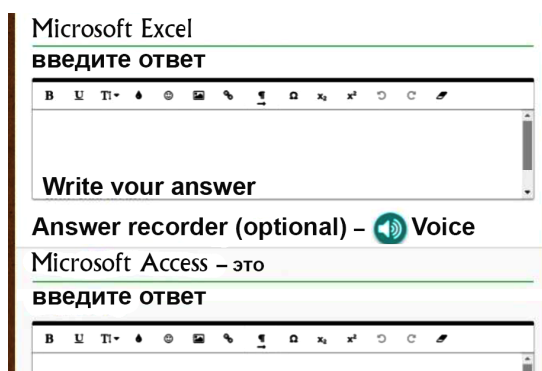 Microsoft Excel
введите ответ
B U TI Ω x₂ x²
Write your answer
Answer recorder (optional) – Voice
Microsoft Access – это
введите ответ
B U TI Ω x₂ x²